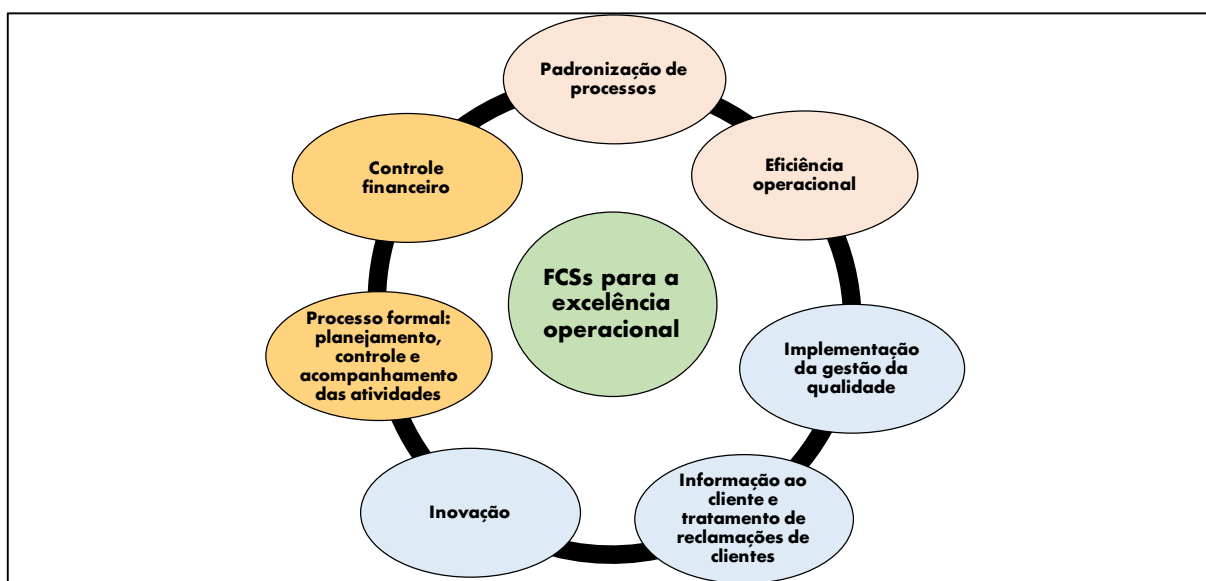 Padronização de
processos
Eficiência
operacional
Implementação
da gestão da
qualidade
Informação ao
cliente e
tratamento de
reclamações de
clientes
Inovação
Processo formal:
planejamento,
controle e
acompanhamento
das atividades
Controle
financeiro
FCSs para a
excelência
operacional